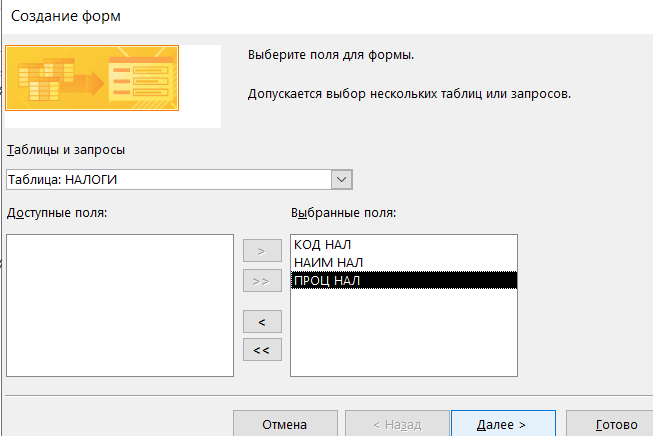 Создание форм
Выберите поля для формы.
Допускается выбор нескольких таблиц или запросов.
Таблицы и запросы
Таблица: НАЛОГИ
Доступные поля:
Выбранные поля:
КОД НАЛ
НАИМ НАЛ
ПРОЦ НАЛ
>
>>
<
<<
Отмена
< Назад
Далее >
Готово